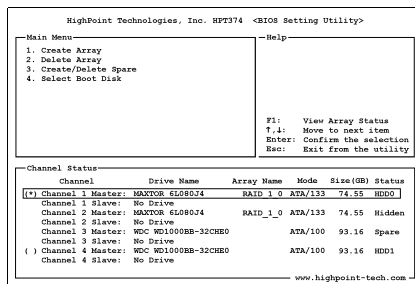 HighPoint Technologies, Inc. HPT374 <BIOS Setting Utility>
Main Menu
1. Create Array
2. Delete Array
3. Create/Delete Spare
4. Select Boot Disk
Help
F1: View Array Status
↑,↓: Move to next item
Enter: Confirm the selection
Esc: Exit from the utility
Channel Status
Channel Drive Name Array Name Mode Size(GB) Status
(*) Channel 1 Master: MAXTOR 6L080J4 RAID_1_0 ATA/133 74.55 HDD0
Channel 1 Slave: No Drive
Channel 2 Master: MAXTOR 6L080J4 RAID_1_0 ATA/133 74.55 Hidden
Channel 2 Slave: No Drive
Channel 3 Master: WDC WD1000BB-32CHE0 ATA/100 93.16 Spare
Channel 3 Slave: No Drive
( ) Channel 4 Master: WDC WD1000BB-32CHE0 ATA/100 93.16 HDD1
Channel 4 Slave: No Drive
www.highpoint-tech.com